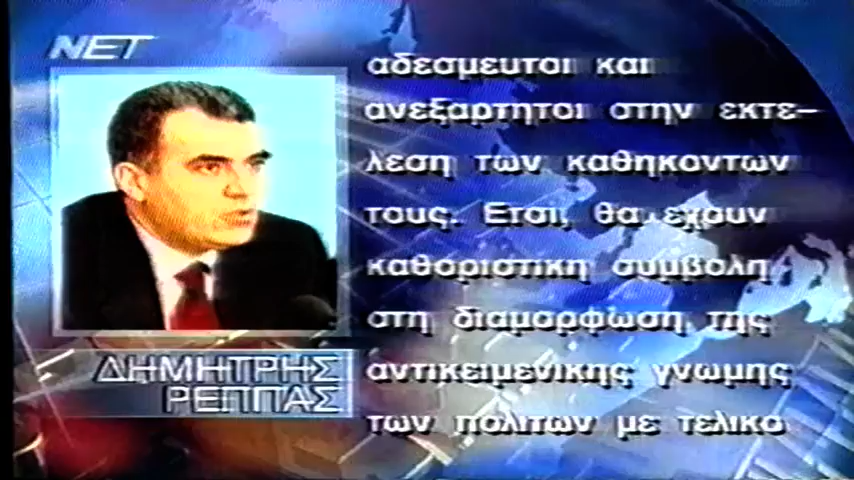 NET
αδεσμευτοι και
ανεξαρτητοι στην εκτε-
λεση των καθηκοντων
τους. Ετσι, θα εχουν
καθοριστικη συμβολη
στη διαμορφωση της
αντικειμενικης γνωμης
των πολιτων με τελικο
ΔΗΜΗΤΡΗΣ
ΡΕΠΠΑΣ